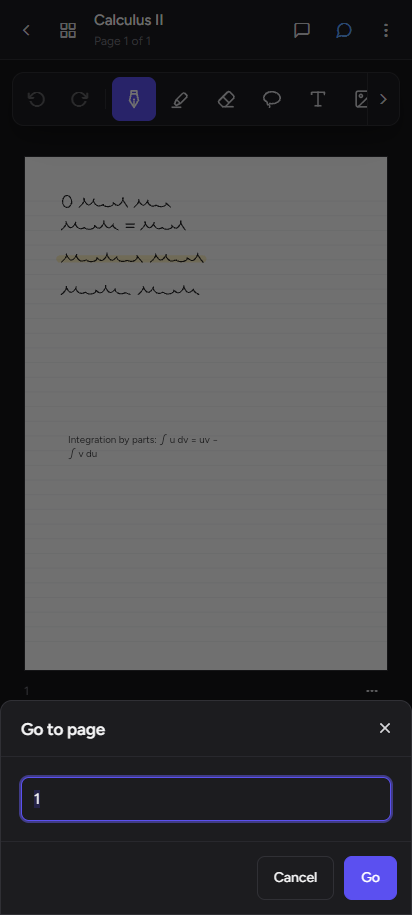 Calculus II
Page 1 of 1
Integration by parts: ∫ u dv = uv −
∫ v du
1
Go to page
1
Cancel
Go